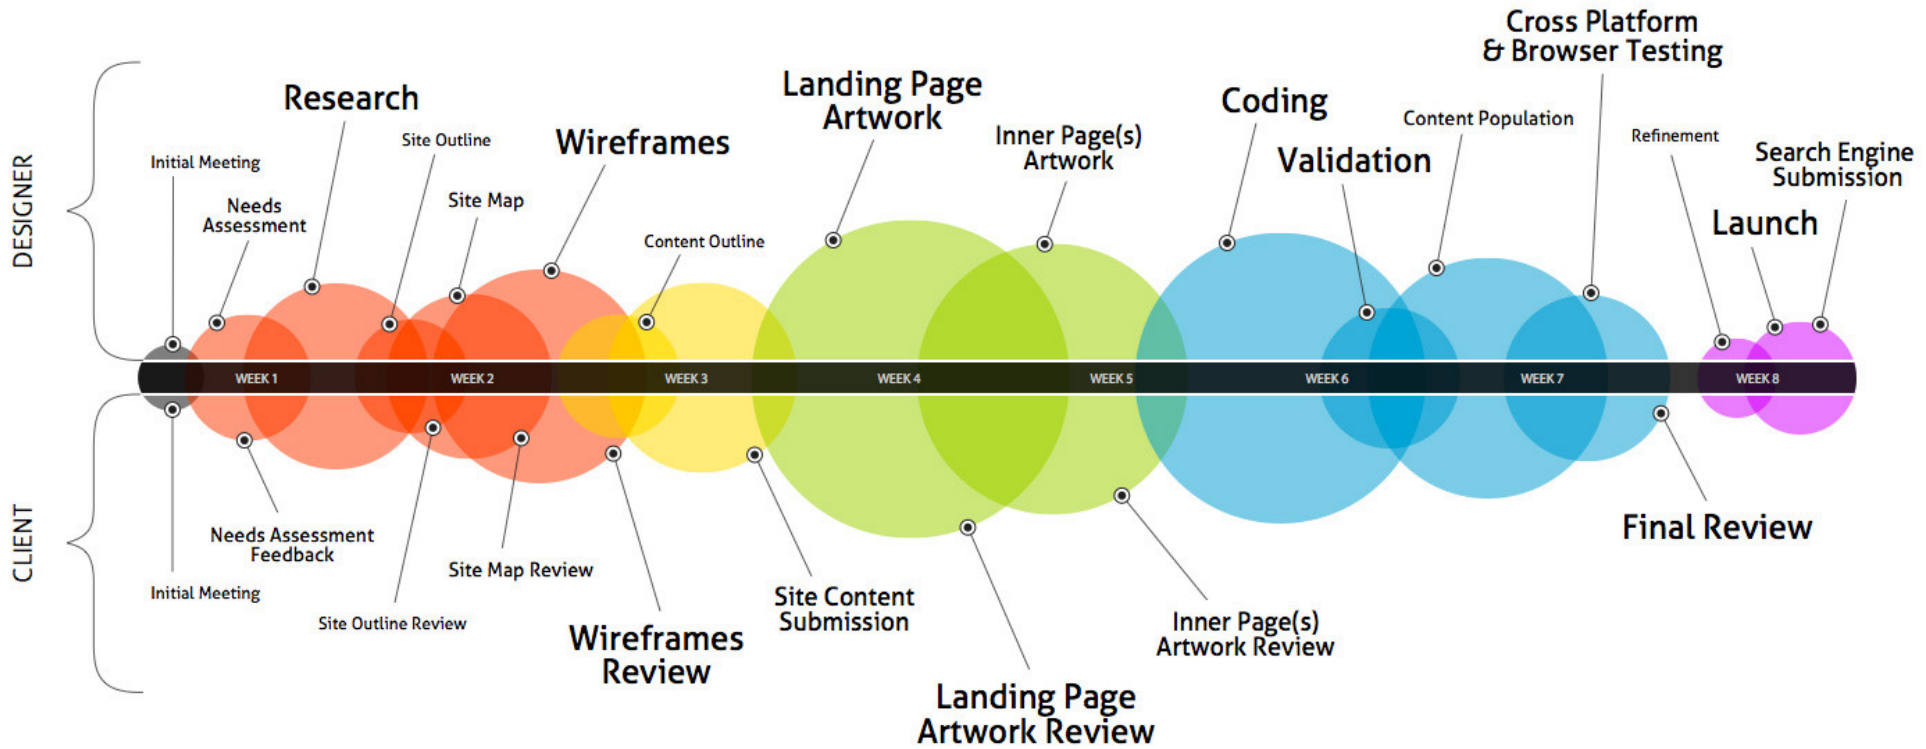 DESIGNER
Initial Meeting
Needs
Assessment
Research
Site Outline
Site Map
Wireframes
Content Outline
Landing Page
Artwork
Inner Page(s)
Artwork
Coding
Validation
Content Population
Cross Platform
& Browser Testing
Refinement
Launch
Search Engine
Submission
WEEK 1
WEEK 2
WEEK 3
WEEK 4
WEEK 5
WEEK 6
WEEK 7
WEEK 8
CLIENT
Initial Meeting
Needs Assessment
Feedback
Site Outline Review
Site Map Review
Wireframes
Review
Site Content
Submission
Landing Page
Artwork Review
Inner Page(s)
Artwork Review
Final Review